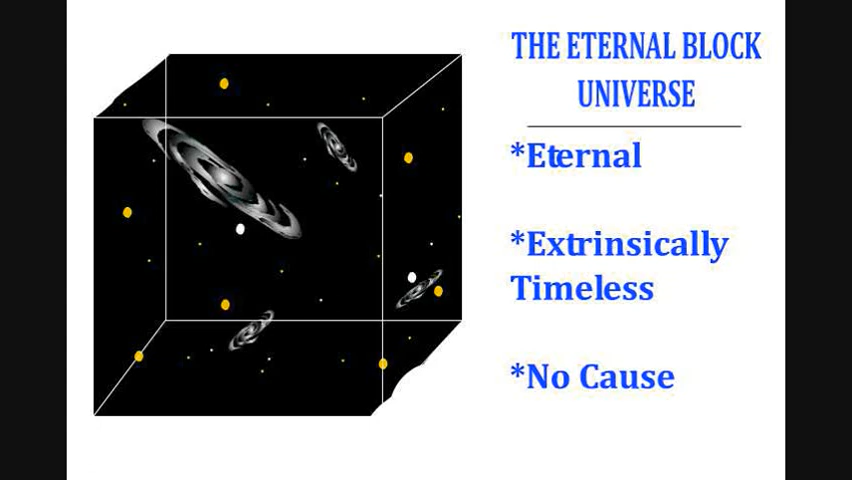 THE ETERNAL BLOCK
UNIVERSE
*Eternal
*Extrinsically
Timeless
*No Cause